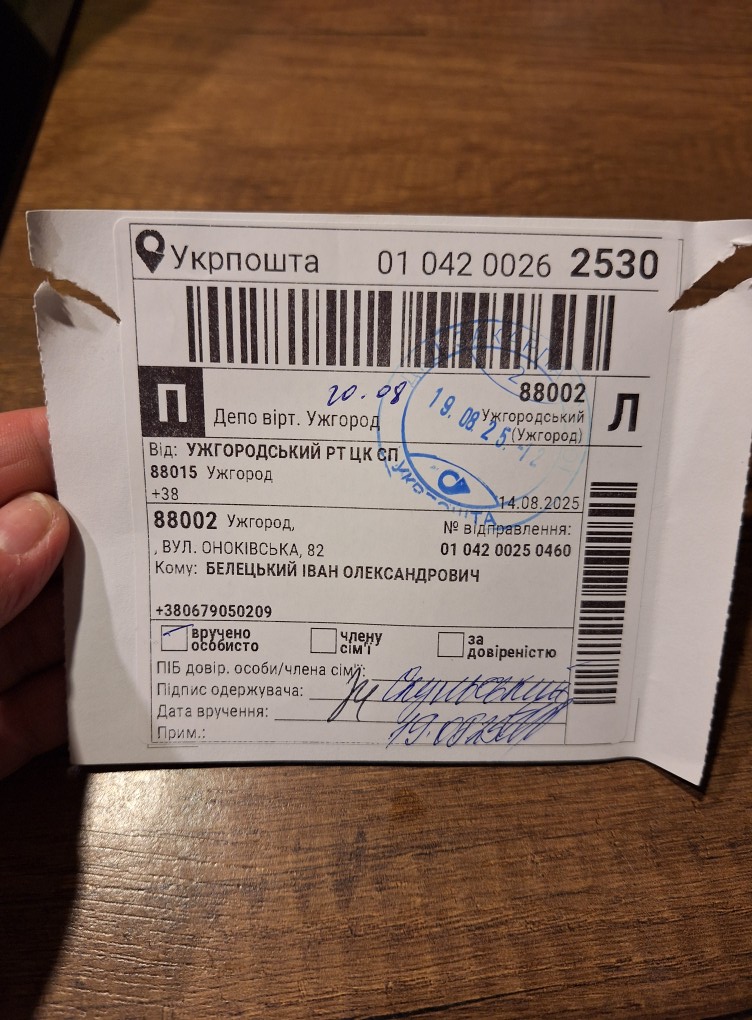 Укрпошта 01 042 0026 2530
20.08
П Депо вірт. Ужгород 88002 Л
Ужгородський
(Ужгород)
19.08.25
УКРПОШТА
Від: УЖГОРОДСЬКИЙ РТ ЦК СП
88015 Ужгород
+38 14.08.2025
88002 Ужгород, № відправлення:
, ВУЛ. ОНОКІВСЬКА, 82 01 042 0025 0460
Кому: БЕЛЕЦЬКИЙ ІВАН ОЛЕКСАНДРОВИЧ
+380679050209
вручено особисто члену сім'ї за довіреністю
ПІБ довір. особи/члена сім'ї:
Підпис одержувача:
Дата вручення:
Прим.: